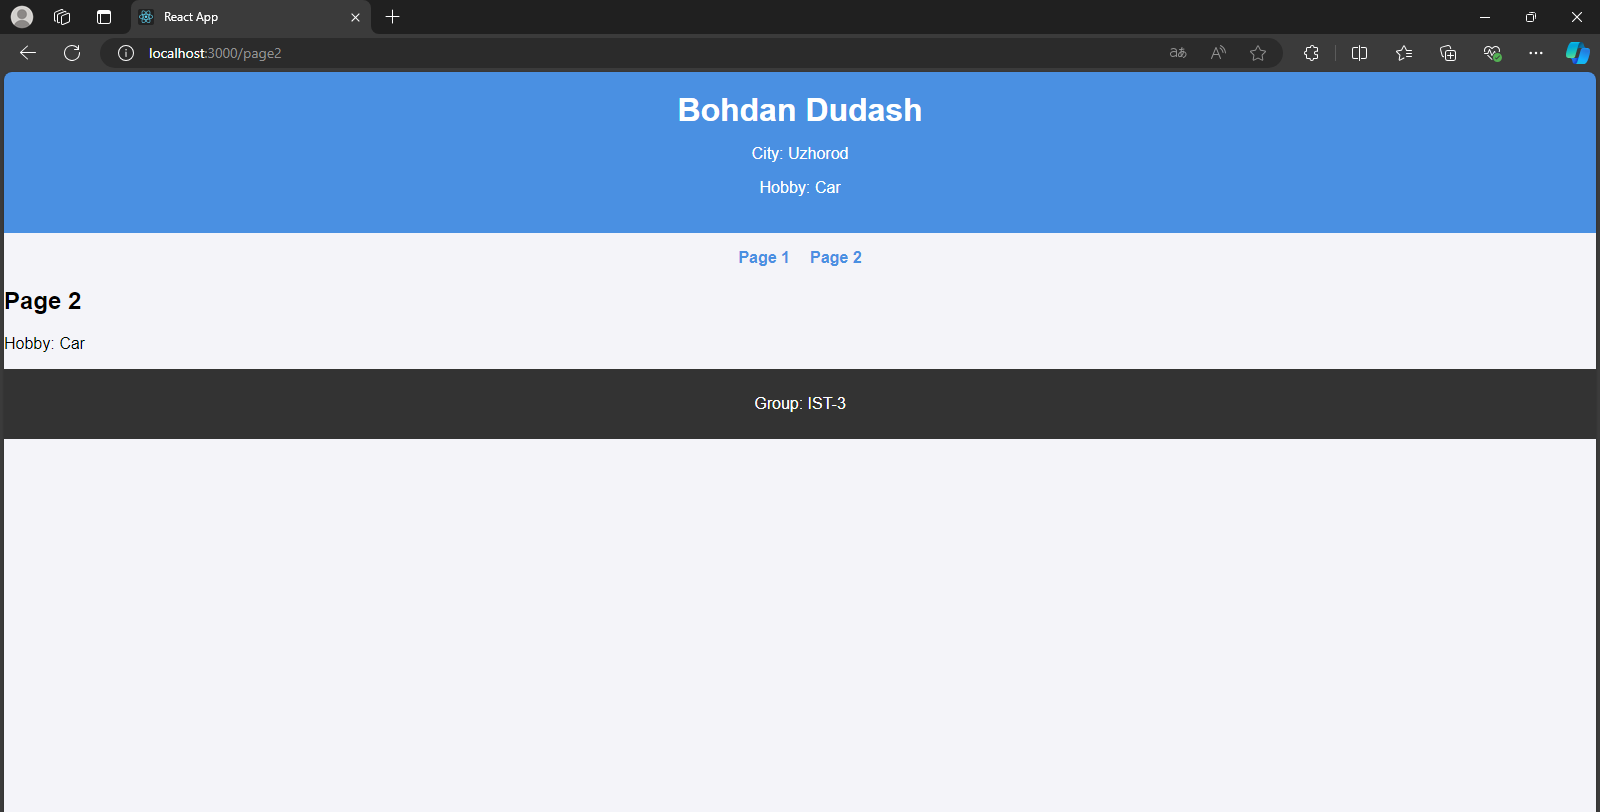 React App
localhost:3000/page2
Bohdan Dudash
City: Uzhorod
Hobby: Car
Page 1 Page 2
Page 2
Hobby: Car
Group: IST-3